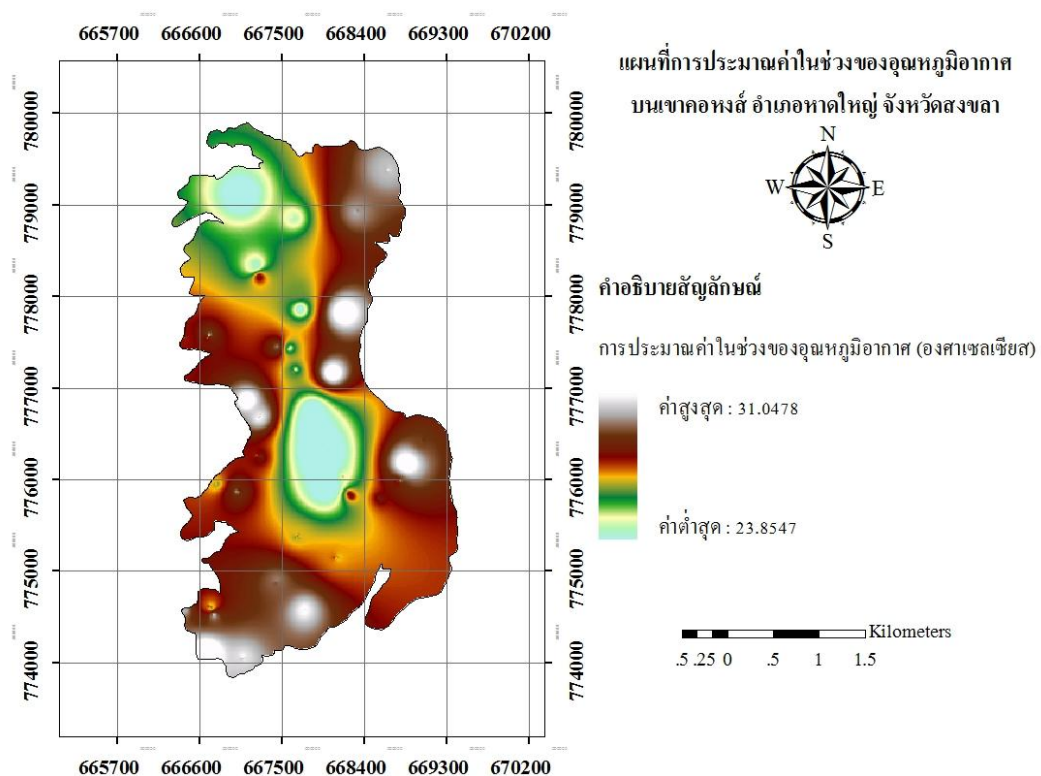 665700 666600 667500 668400 669300 670200
780000
779000
778000
777000
776000
775000
774000
780000
779000
778000
777000
776000
775000
774000
665700 666600 667500 668400 669300 670200
แผนที่การประมาณค่าในช่วงของอุณหภูมิอากาศ
บนเขาคอหงส์ อำเภอหาดใหญ่ จังหวัดสงขลา
N
W E
S
คำอธิบายสัญลักษณ์
การประมาณค่าในช่วงของอุณหภูมิอากาศ (องศาเซลเซียส)
ค่าสูงสุด : 31.0478
ค่าต่ำสุด : 23.8547
Kilometers
.5 .25 0 .5 1 1.5